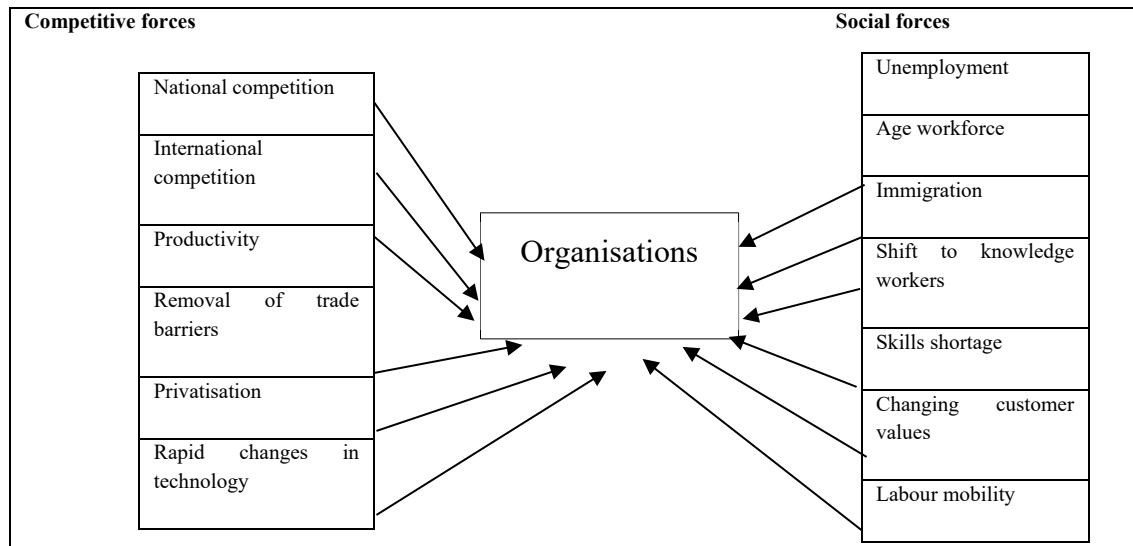 Competitive forces
Social forces
National competition
International
competition
Productivity
Removal of trade
barriers
Privatisation
Rapid changes in
technology
Organisations
Unemployment
Age workforce
Immigration
Shift to knowledge
workers
Skills shortage
Changing customer
values
Labour mobility